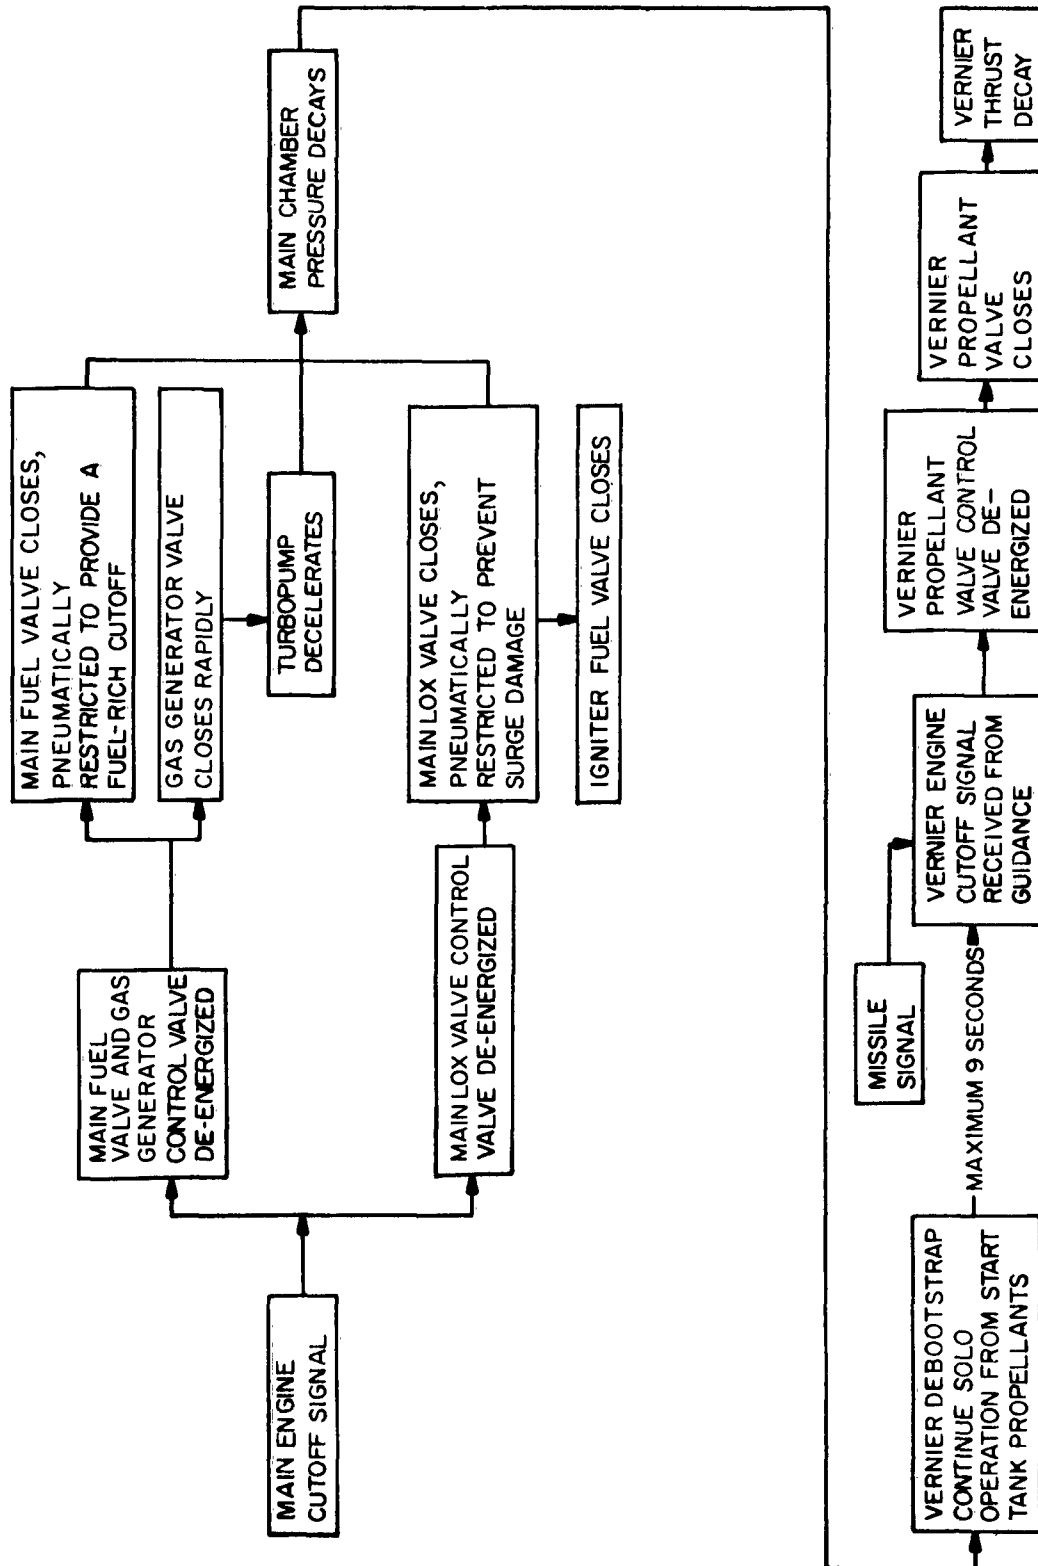 MAIN ENGINE
CUTOFF SIGNAL
MAIN FUEL
VALVE AND GAS
GENERATOR
CONTROL VALVE
DE-ENERGIZED
MAIN LOX VALVE CONTROL
VALVE DE-ENERGIZED
MAIN FUEL VALVE CLOSES,
PNEUMATICALLY
RESTRICTED TO PROVIDE A
FUEL-RICH CUTOFF
GAS GENERATOR VALVE
CLOSES RAPIDLY
TURBOPUMP
DECELERATES
MAIN LOX VALVE CLOSES,
PNEUMATICALLY
RESTRICTED TO PREVENT
SURGE DAMAGE
IGNITER FUEL VALVE CLOSES
MAIN CHAMBER
PRESSURE DECAYS
VERNIER DEBOOTSTRAP
CONTINUE SOLO
OPERATION FROM START
TANK PROPELLANTS
MAXIMUM 9 SECONDS
MISSILE
SIGNAL
VERNIER ENGINE
CUTOFF SIGNAL
RECEIVED FROM
GUIDANCE
VERNIER
PROPELLANT
VALVE CONTROL
VALVE DE-
ENERGIZED
VERNIER
PROPELLANT
VALVE
CLOSES
VERNIER
THRUST
DECAY